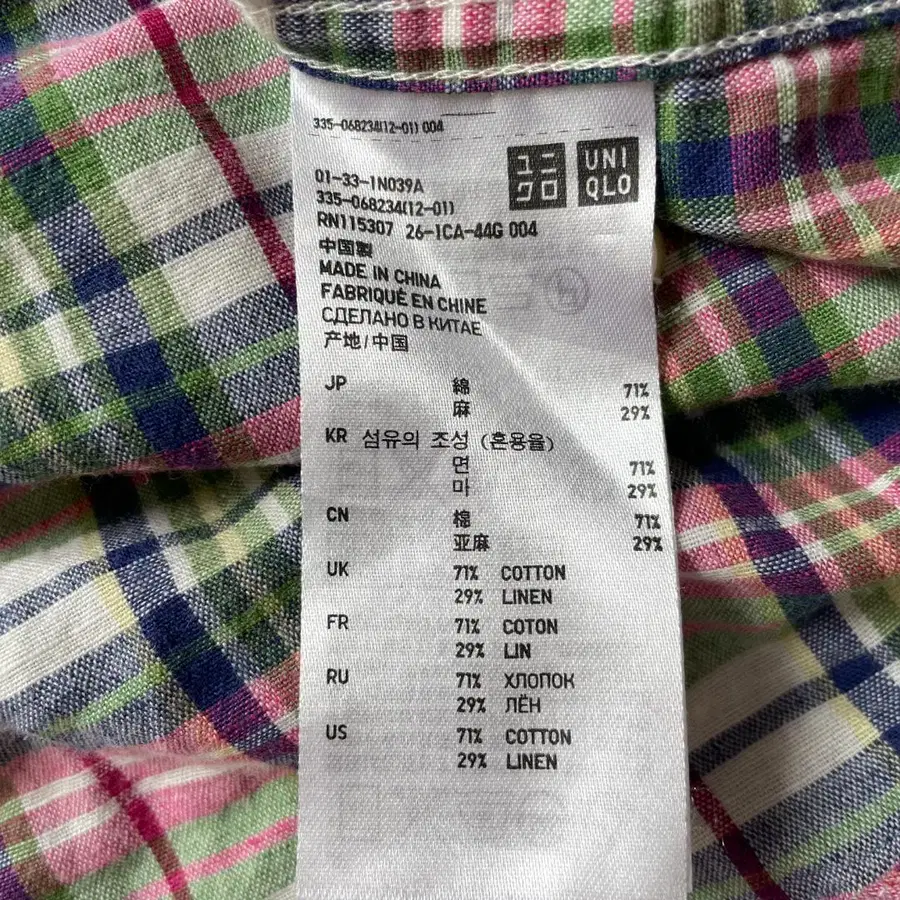 335-068234(12-01) 004
ユニ
クロ
UNI
QLO
01-33-1N039A
335-068234(12-01)
RN115307 26-1CA-44G 004
中国製
MADE IN CHINA
FABRIQUÉ EN CHINE
СДЕЛАНО В КИТАЕ
产地/中国
JP 綿 71%
麻 29%
KR 섬유의 조성 (혼용율)
면 71%
마 29%
CN 棉 71%
亚麻 29%
UK 71% COTTON
29% LINEN
FR 71% COTON
29% LIN
RU 71% ХЛОПОК
29% ЛЁН
US 71% COTTON
29% LINEN